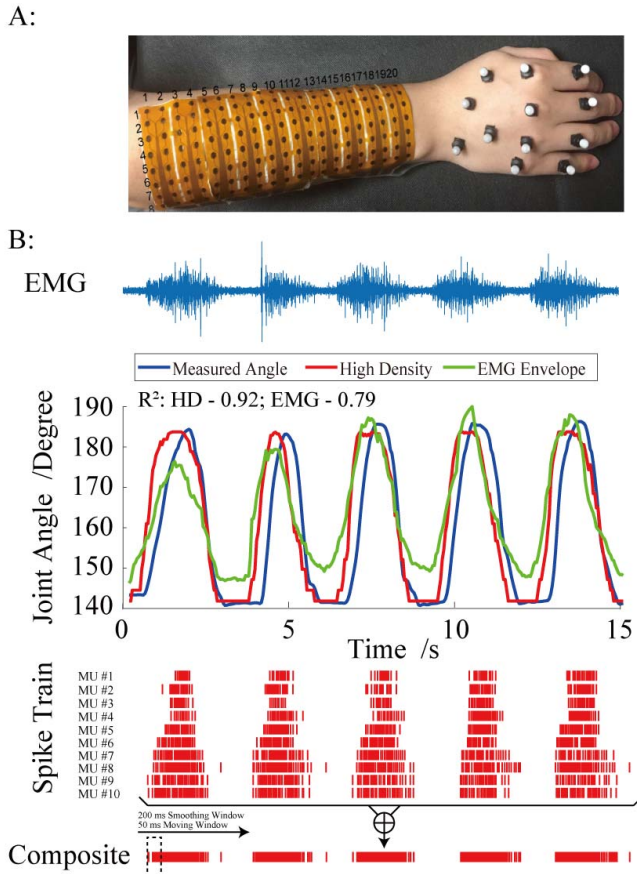 A:
1 2 3 4 5 6 7 8 9 10 11 12 13 14 15 16 17 18 19 20
1
2
3
4
5
6
7
8
B:
EMG
Measured Angle High Density EMG Envelope
R²: HD - 0.92; EMG - 0.79
Joint Angle /Degree
190
180
170
160
150
140
0 5 10 15
Time /s
Spike Train
MU #1
MU #2
MU #3
MU #4
MU #5
MU #6
MU #7
MU #8
MU #9
MU #10
200 ms Smoothing Window
50 ms Moving Window
Composite